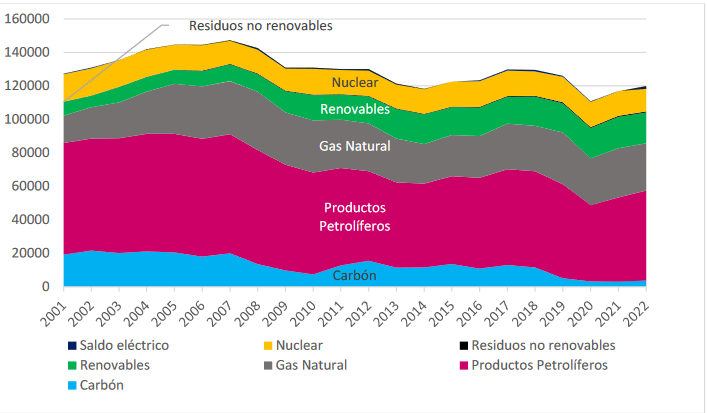 160000
Residuos no renovables
140000
120000
Nuclear
Renovables
100000
Gas Natural
80000
60000
Productos
Petrolíferos
40000
20000
Carbón
0
2001 2002 2003 2004 2005 2006 2007 2008 2009 2010 2011 2012 2013 2014 2015 2016 2017 2018 2019 2020 2021 2022
Saldo eléctrico Nuclear Residuos no renovables
Renovables Gas Natural Productos Petrolíferos
Carbón